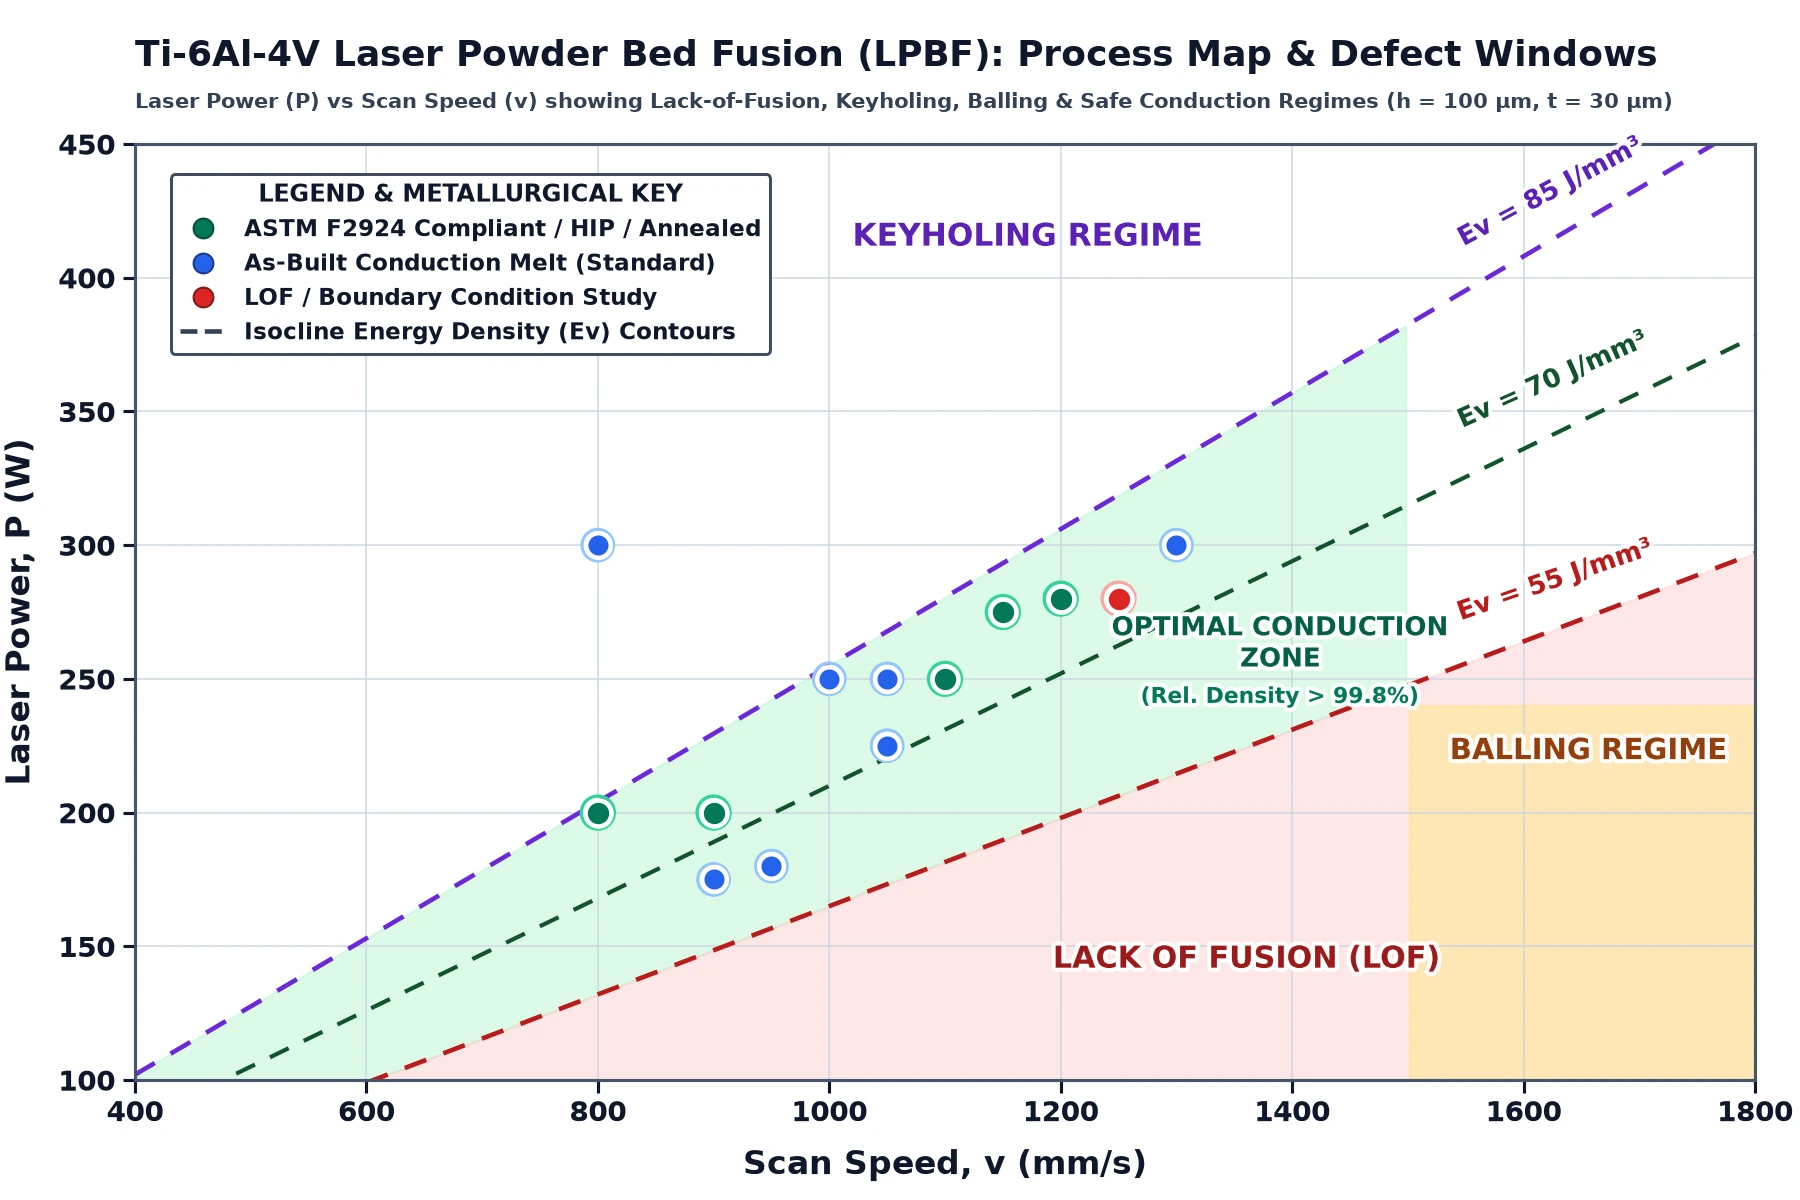 Ti-6Al-4V Laser Powder Bed Fusion (LPBF): Process Map & Defect Windows
Laser Power (P) vs Scan Speed (v) showing Lack-of-Fusion, Keyholing, Balling & Safe Conduction Regimes (h = 100 μm, t = 30 μm)
LEGEND & METALLURGICAL KEY
ASTM F2924 Compliant / HIP / Annealed
As-Built Conduction Melt (Standard)
LOF / Boundary Condition Study
Isocline Energy Density (Ev) Contours
KEYHOLING REGIME
Ev = 85 J/mm³
Ev = 70 J/mm³
Ev = 55 J/mm³
OPTIMAL CONDUCTION
ZONE
(Rel. Density > 99.8%)
BALLING REGIME
LACK OF FUSION (LOF)
Laser Power, P (W)
450
400
350
300
250
200
150
100
400 600 800 1000 1200 1400 1600 1800
Scan Speed, v (mm/s)